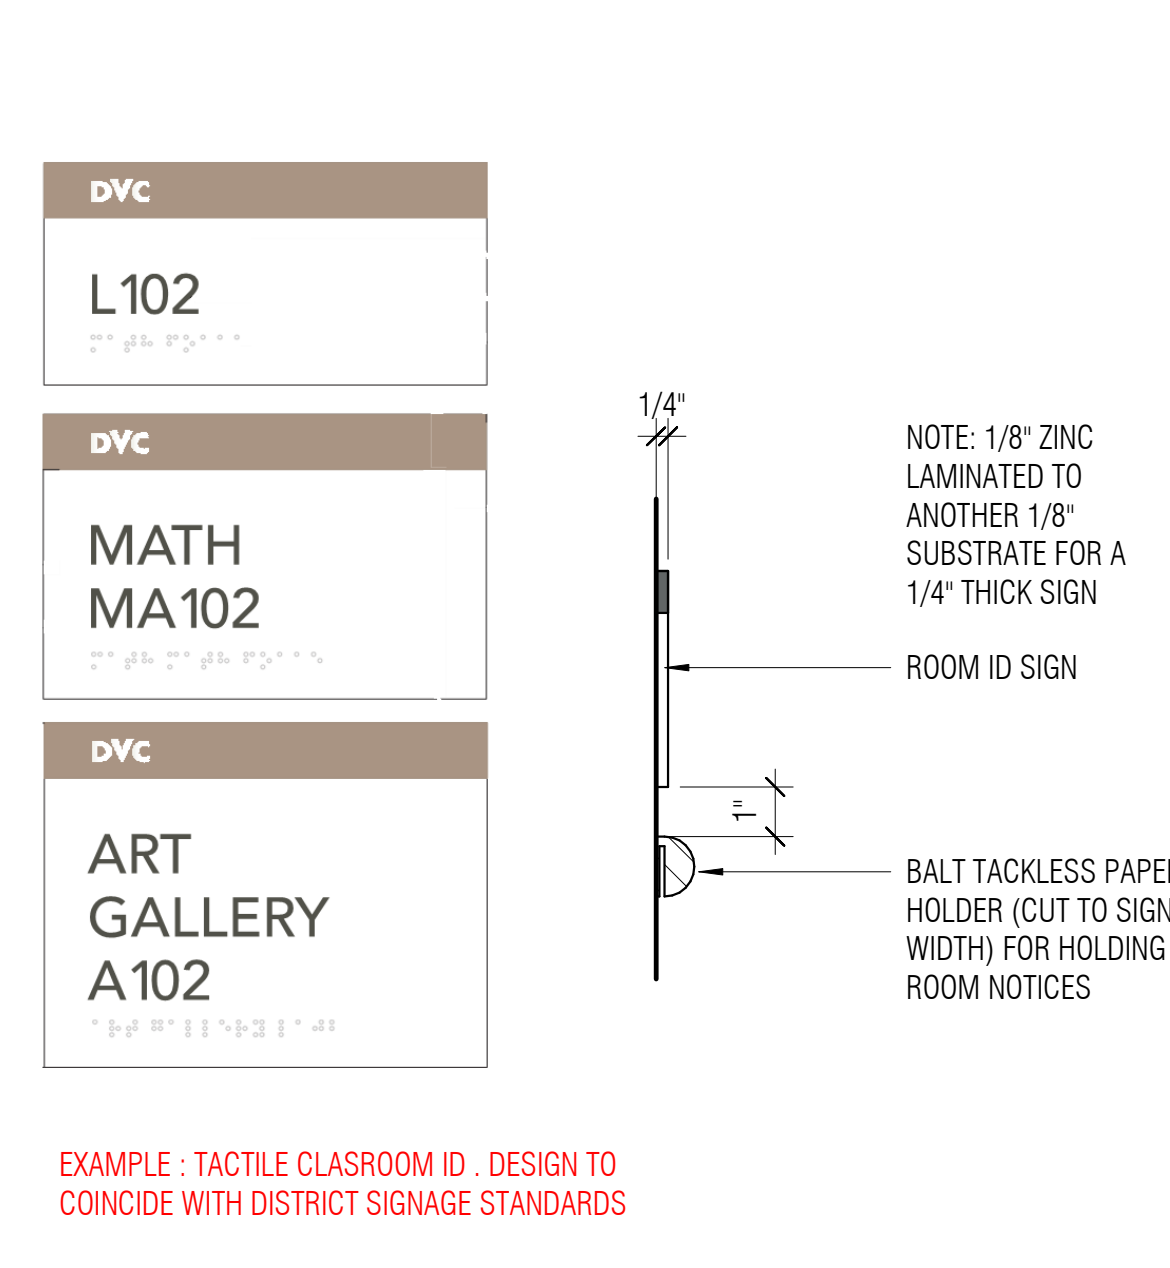 DVC
L102
DVC
MATH
MA102
DVC
ART
GALLERY
A102
1/4"
NOTE: 1/8" ZINC
LAMINATED TO
ANOTHER 1/8"
SUBSTRATE FOR A
1/4" THICK SIGN
ROOM ID SIGN
1"
BALT TACKLESS PAPER
HOLDER (CUT TO SIGN
WIDTH) FOR HOLDING
ROOM NOTICES
EXAMPLE : TACTILE CLASROOM ID . DESIGN TO
COINCIDE WITH DISTRICT SIGNAGE STANDARDS